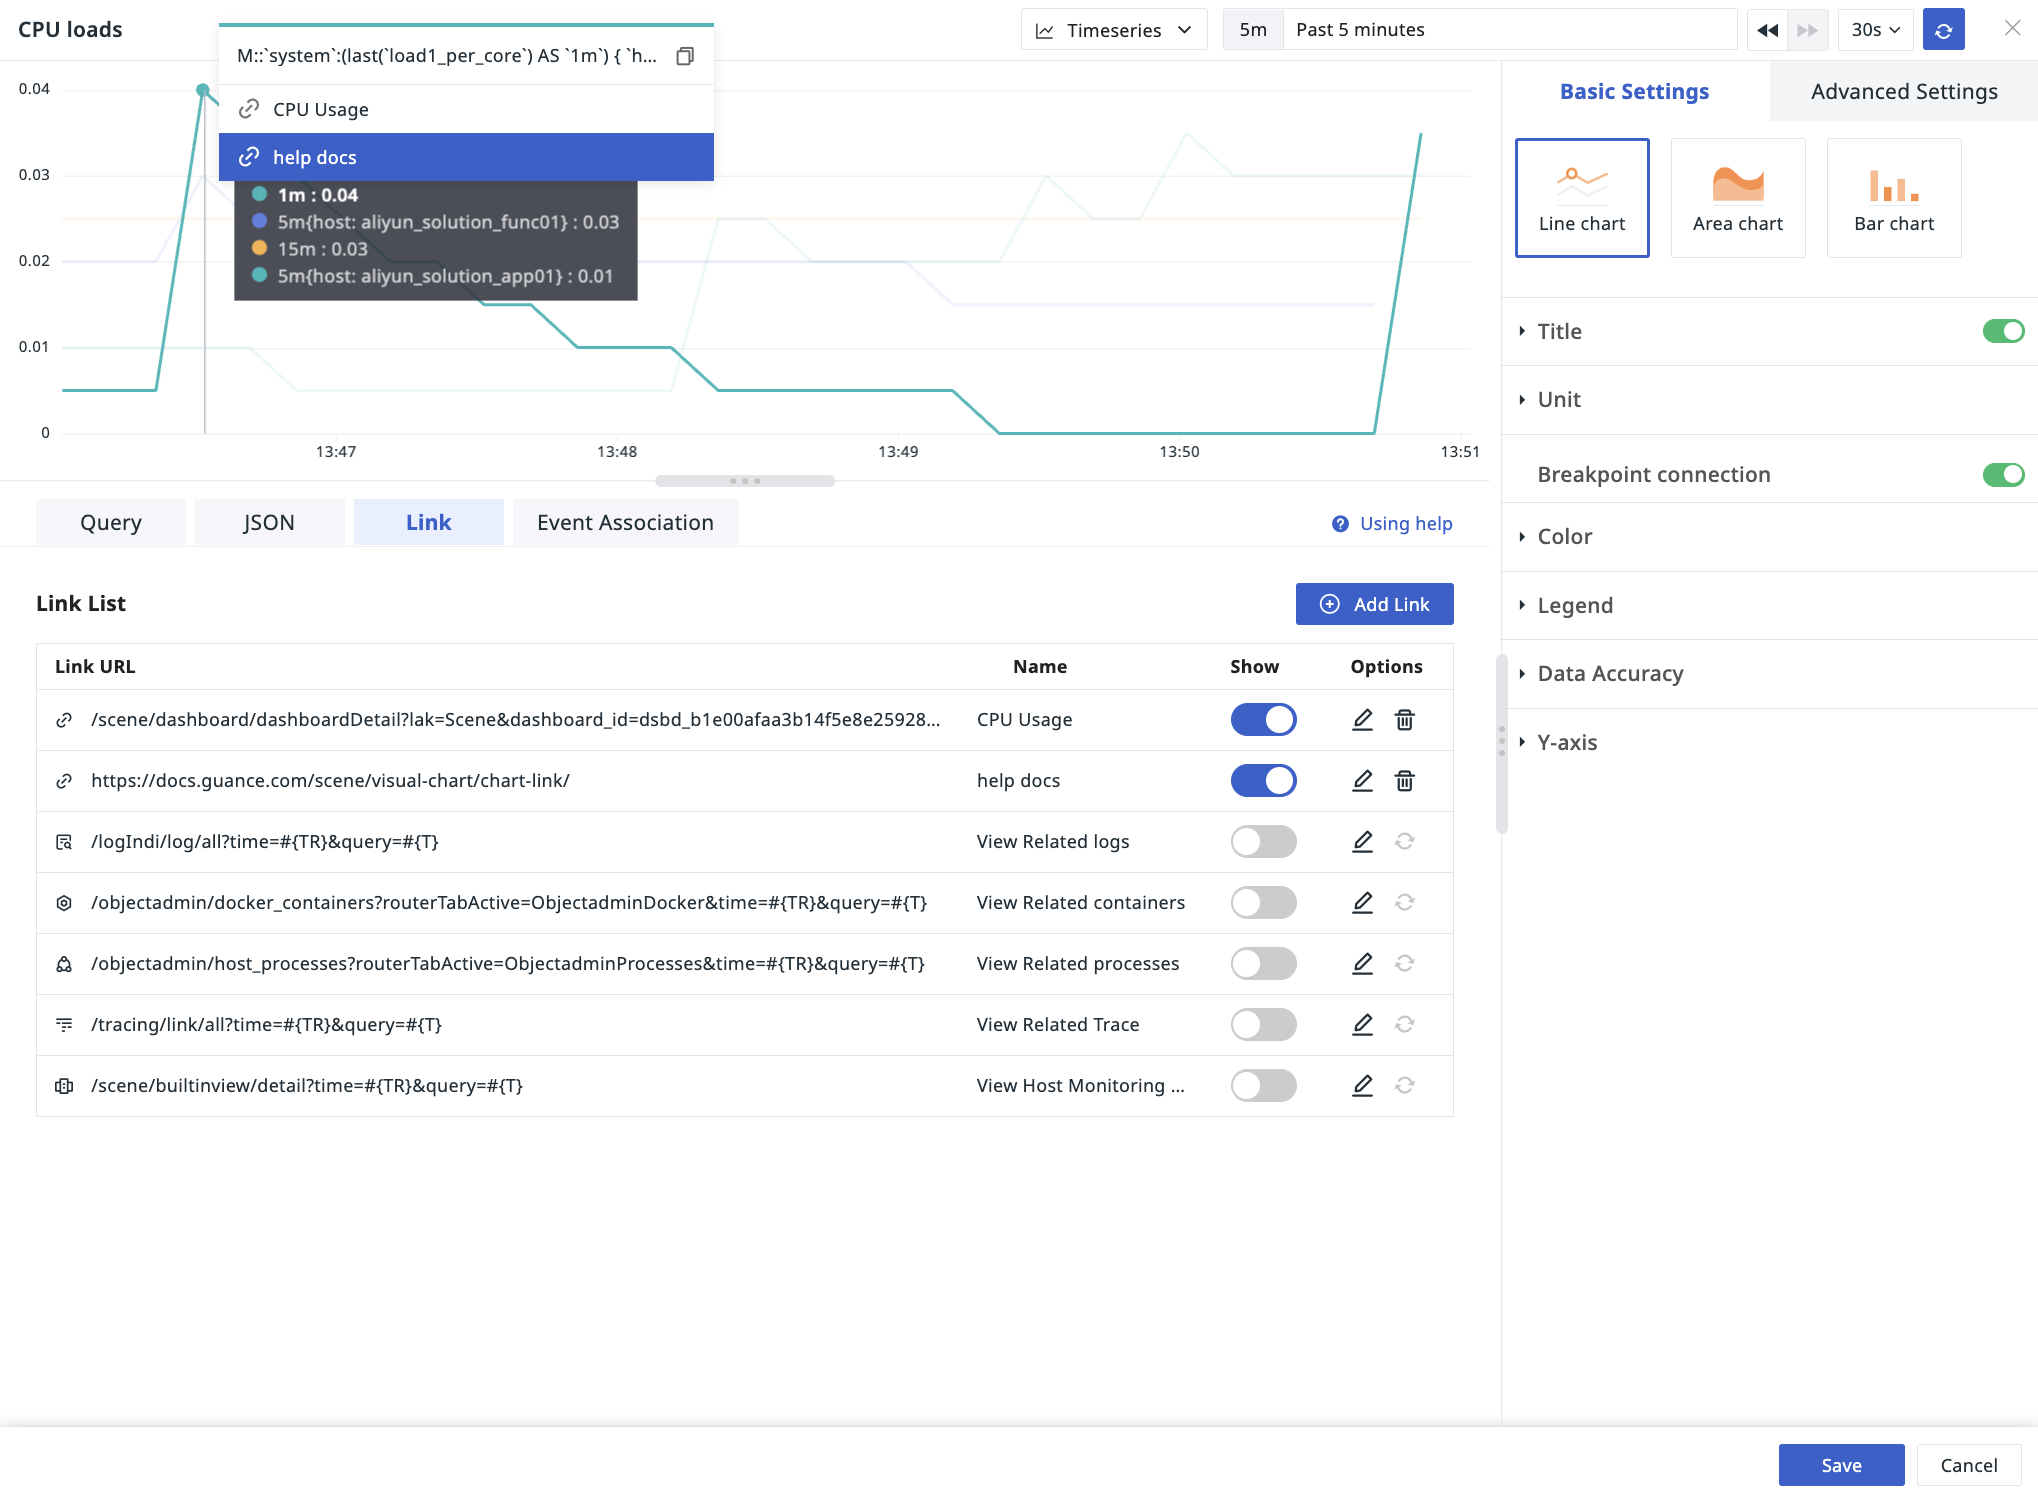 CPU loads
Timeseries
5m
Past 5 minutes
30s
M::`system`:(last(`load1_per_core`) AS `1m`) { `h...
CPU Usage
help docs
1m : 0.04
5m{host: aliyun_solution_func01} : 0.03
15m : 0.03
5m{host: aliyun_solution_app01} : 0.01
0.04
0.03
0.02
0.01
0
13:47
13:48
13:49
13:50
13:51
Basic Settings
Advanced Settings
Line chart
Area chart
Bar chart
Title
Unit
Breakpoint connection
Color
Legend
Data Accuracy
Y-axis
Query
JSON
Link
Event Association
Using help
Link List
Add Link
Link URL
Name
Show
Options
/scene/dashboard/dashboardDetail?lak=Scene&dashboard_id=dsbd_b1e00afaa3b14f5e8e25928...
CPU Usage
https://docs.guance.com/scene/visual-chart/chart-link/
help docs
/logIndi/log/all?time=#{TR}&query=#{T}
View Related logs
/objectadmin/docker_containers?routerTabActive=ObjectadminDocker&time=#{TR}&query=#{T}
View Related containers
/objectadmin/host_processes?routerTabActive=ObjectadminProcesses&time=#{TR}&query=#{T}
View Related processes
/tracing/link/all?time=#{TR}&query=#{T}
View Related Trace
/scene/builtinview/detail?time=#{TR}&query=#{T}
View Host Monitoring ...
Save
Cancel